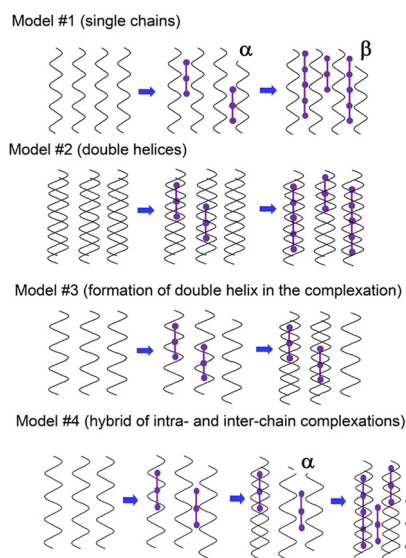 Model #1 (single chains)
α
β
Model #2 (double helices)
Model #3 (formation of double helix in the complexation)
Model #4 (hybrid of intra- and inter-chain complexations)
α